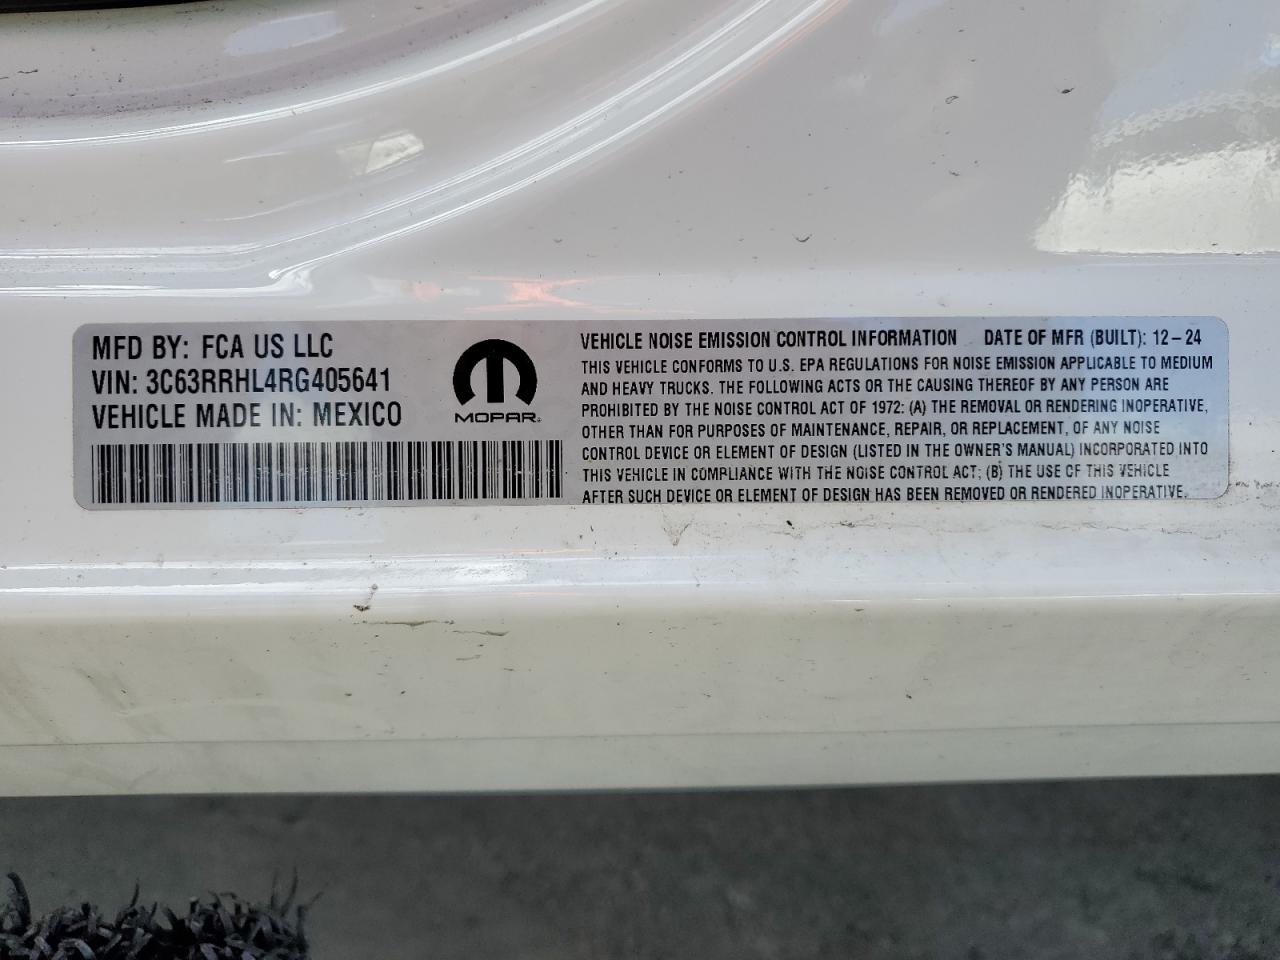 MFD BY: FCA US LLC
VIN: 3C63RRHL4RG405641
VEHICLE MADE IN: MEXICO
MOPAR
VEHICLE NOISE EMISSION CONTROL INFORMATION DATE OF MFR (BUILT): 12-24
THIS VEHICLE CONFORMS TO U.S. EPA REGULATIONS FOR NOISE EMISSION APPLICABLE TO MEDIUM
AND HEAVY TRUCKS. THE FOLLOWING ACTS OR THE CAUSING THEREOF BY ANY PERSON ARE
PROHIBITED BY THE NOISE CONTROL ACT OF 1972: (A) THE REMOVAL OR RENDERING INOPERATIVE,
OTHER THAN FOR PURPOSES OF MAINTENANCE, REPAIR, OR REPLACEMENT, OF ANY NOISE
CONTROL DEVICE OR ELEMENT OF DESIGN (LISTED IN THE OWNER'S MANUAL) INCORPORATED INTO
THIS VEHICLE IN COMPLIANCE WITH THE NOISE CONTROL ACT; (B) THE USE OF THIS VEHICLE
AFTER SUCH DEVICE OR ELEMENT OF DESIGN HAS BEEN REMOVED OR RENDERED INOPERATIVE.